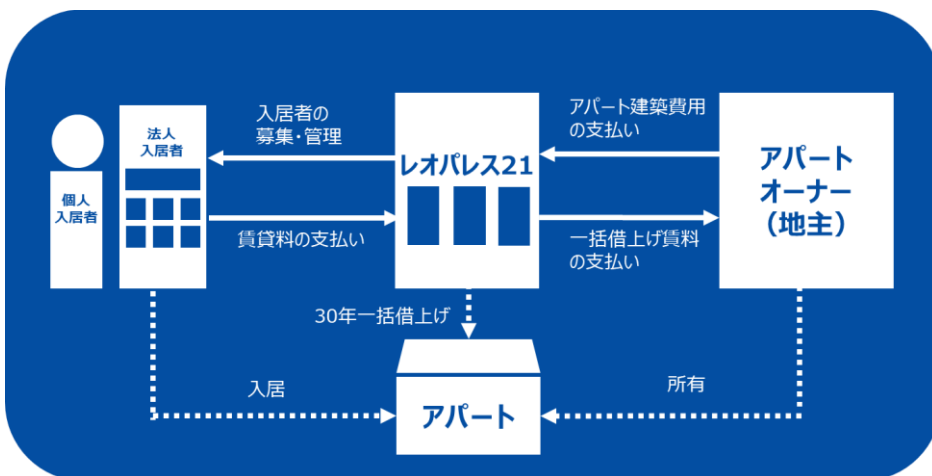 個人
入居者
法人
入居者
入居者の
募集・管理
賃貸料の支払い
レオパレス21
アパート建築費用
の支払い
一括借上げ賃料
の支払い
アパート
オーナー
（地主）
30年一括借上げ
入居
所有
アパート